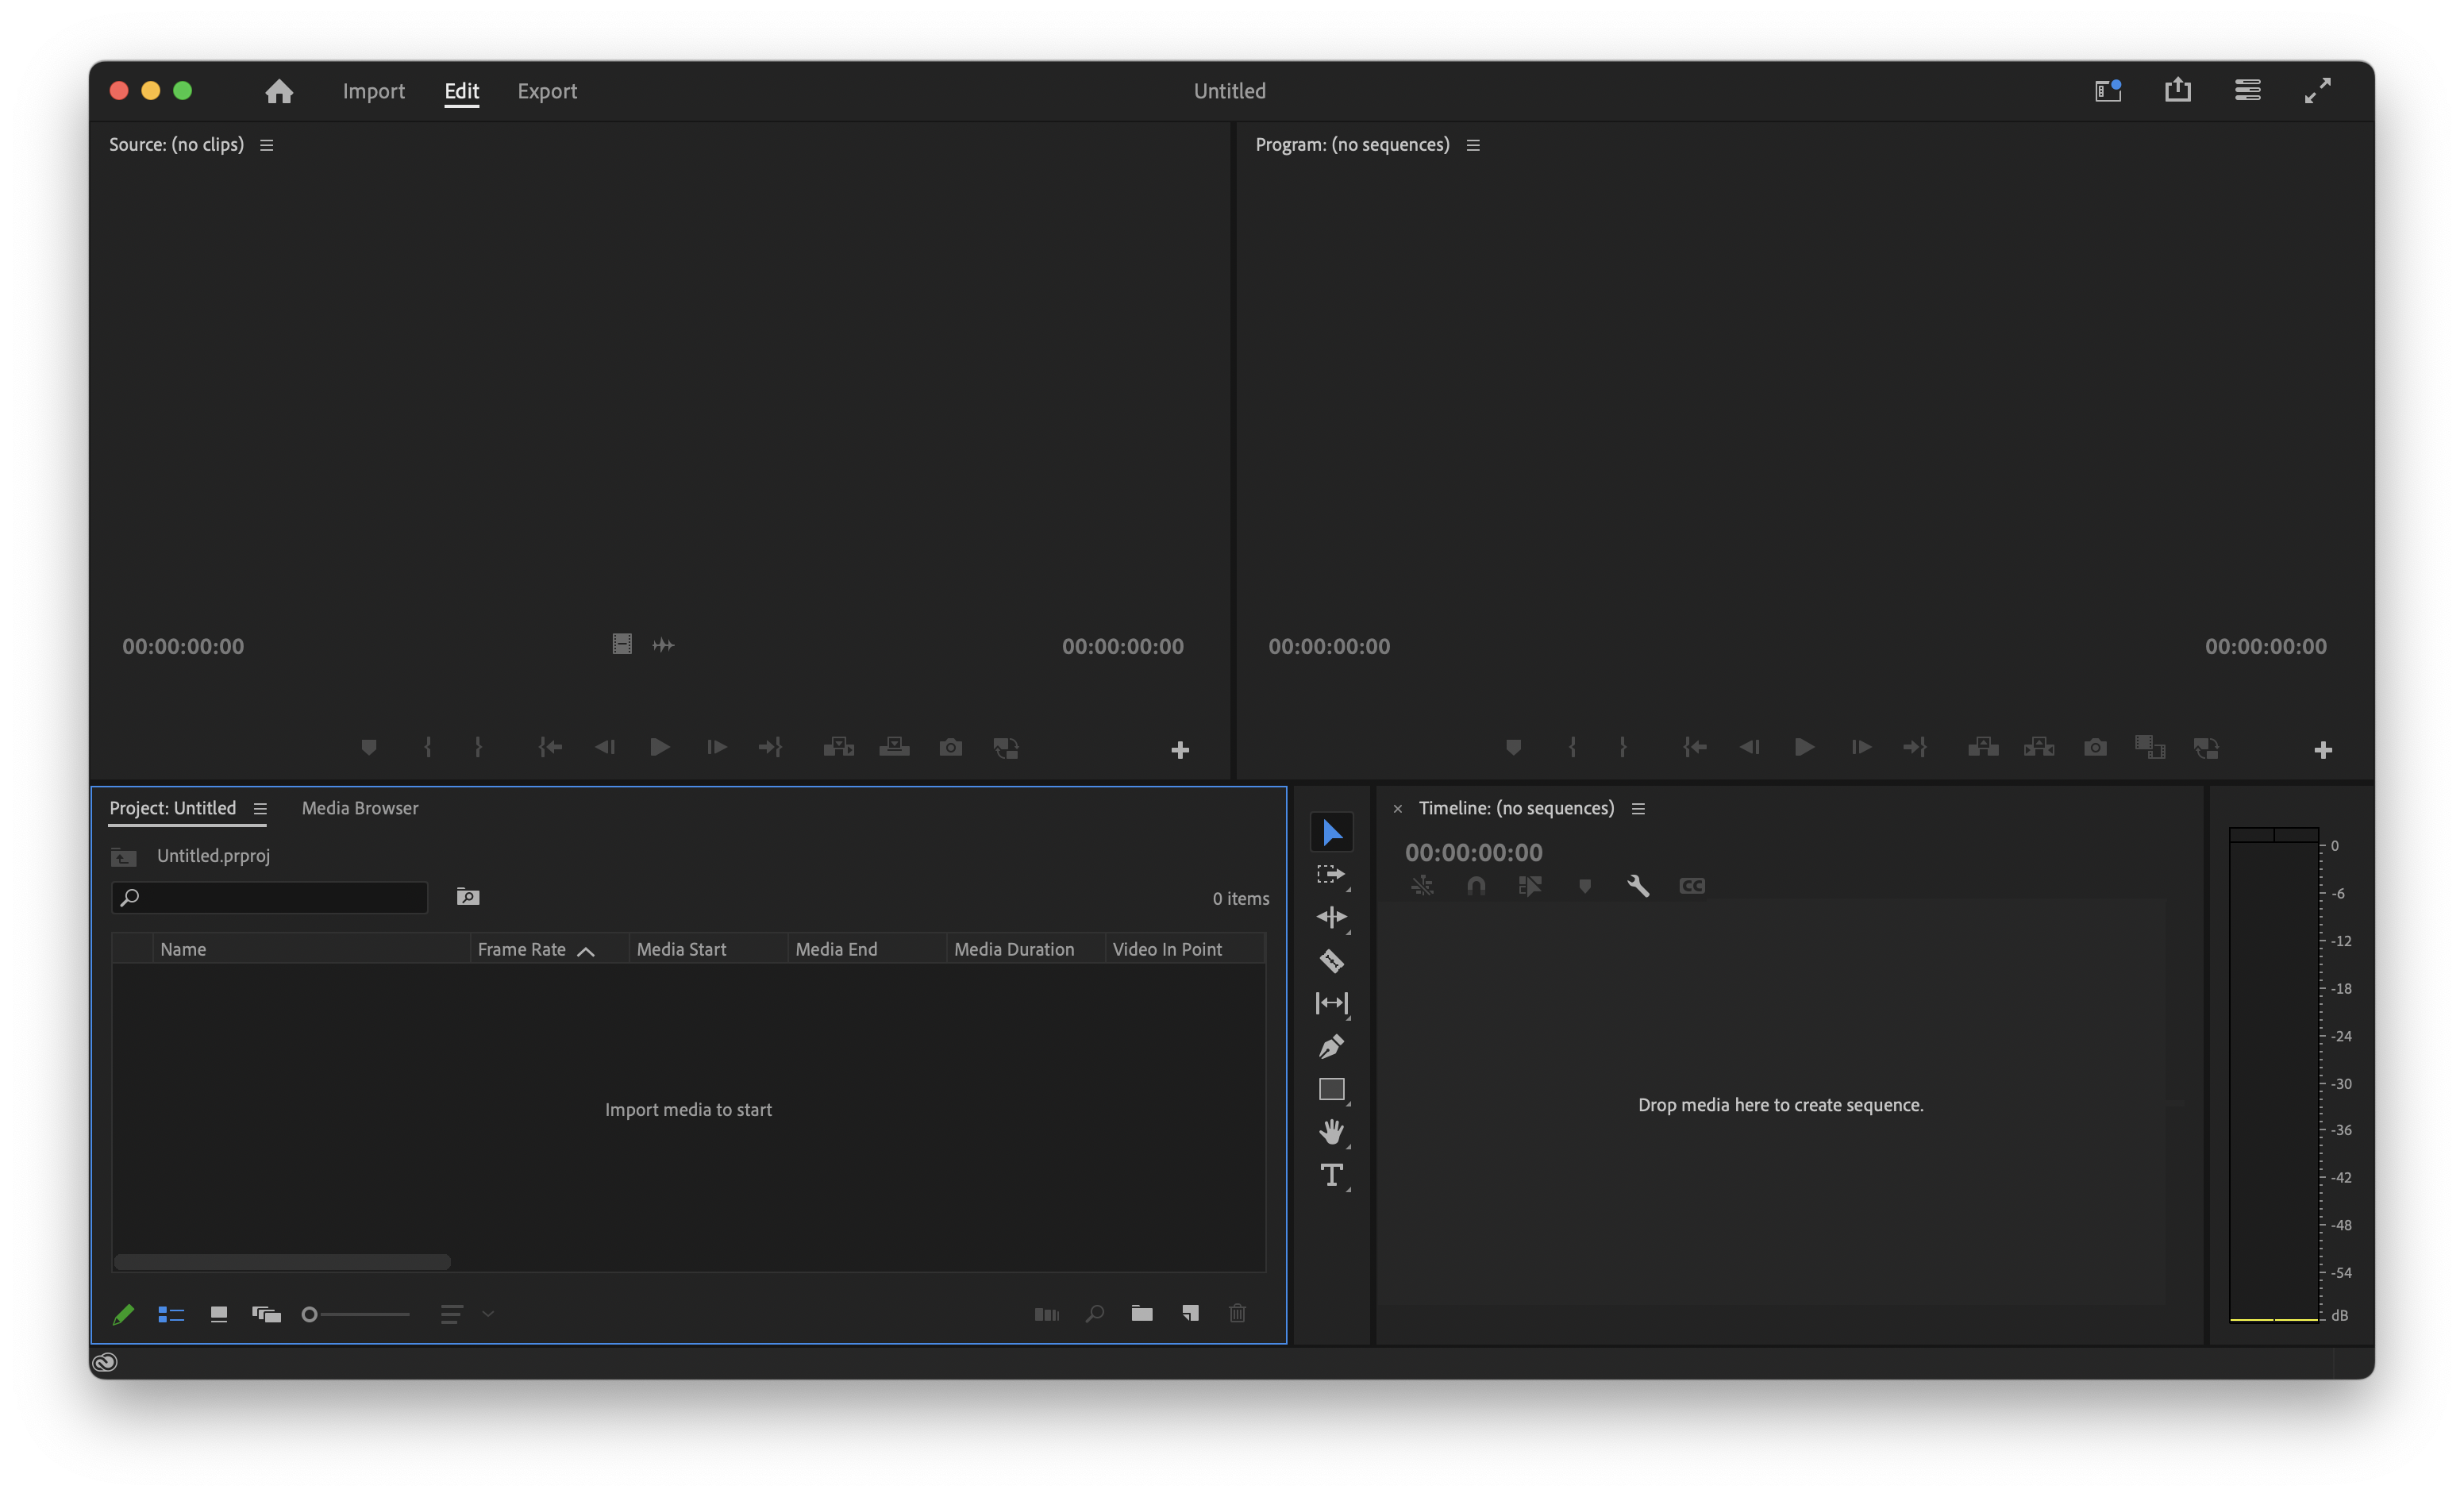 Import Edit Export Untitled
Source: (no clips)
Program: (no sequences)
00:00:00:00 00:00:00:00
00:00:00:00 00:00:00:00
Project: Untitled Media Browser
Untitled.prproj
0 items
Name Frame Rate Media Start Media End Media Duration Video In Point
Import media to start
Timeline: (no sequences)
00:00:00:00
CC
Drop media here to create sequence.
0
-6
-12
-18
-24
-30
-36
-42
-48
-54
dB